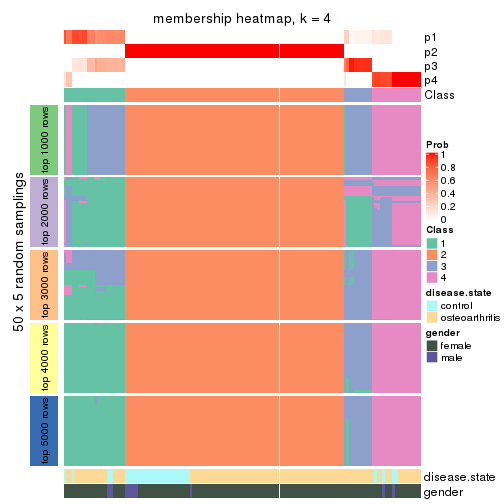 membership heatmap, k = 4
p1
p2
p3
p4
Class
50 x 5 random samplings
top 1000 rows
top 2000 rows
top 3000 rows
top 4000 rows
top 5000 rows
Prob
1
0.8
0.6
0.4
0.2
0
Class
1
2
3
4
disease.state
control
osteoarthritis
gender
female
male
disease.state
gender